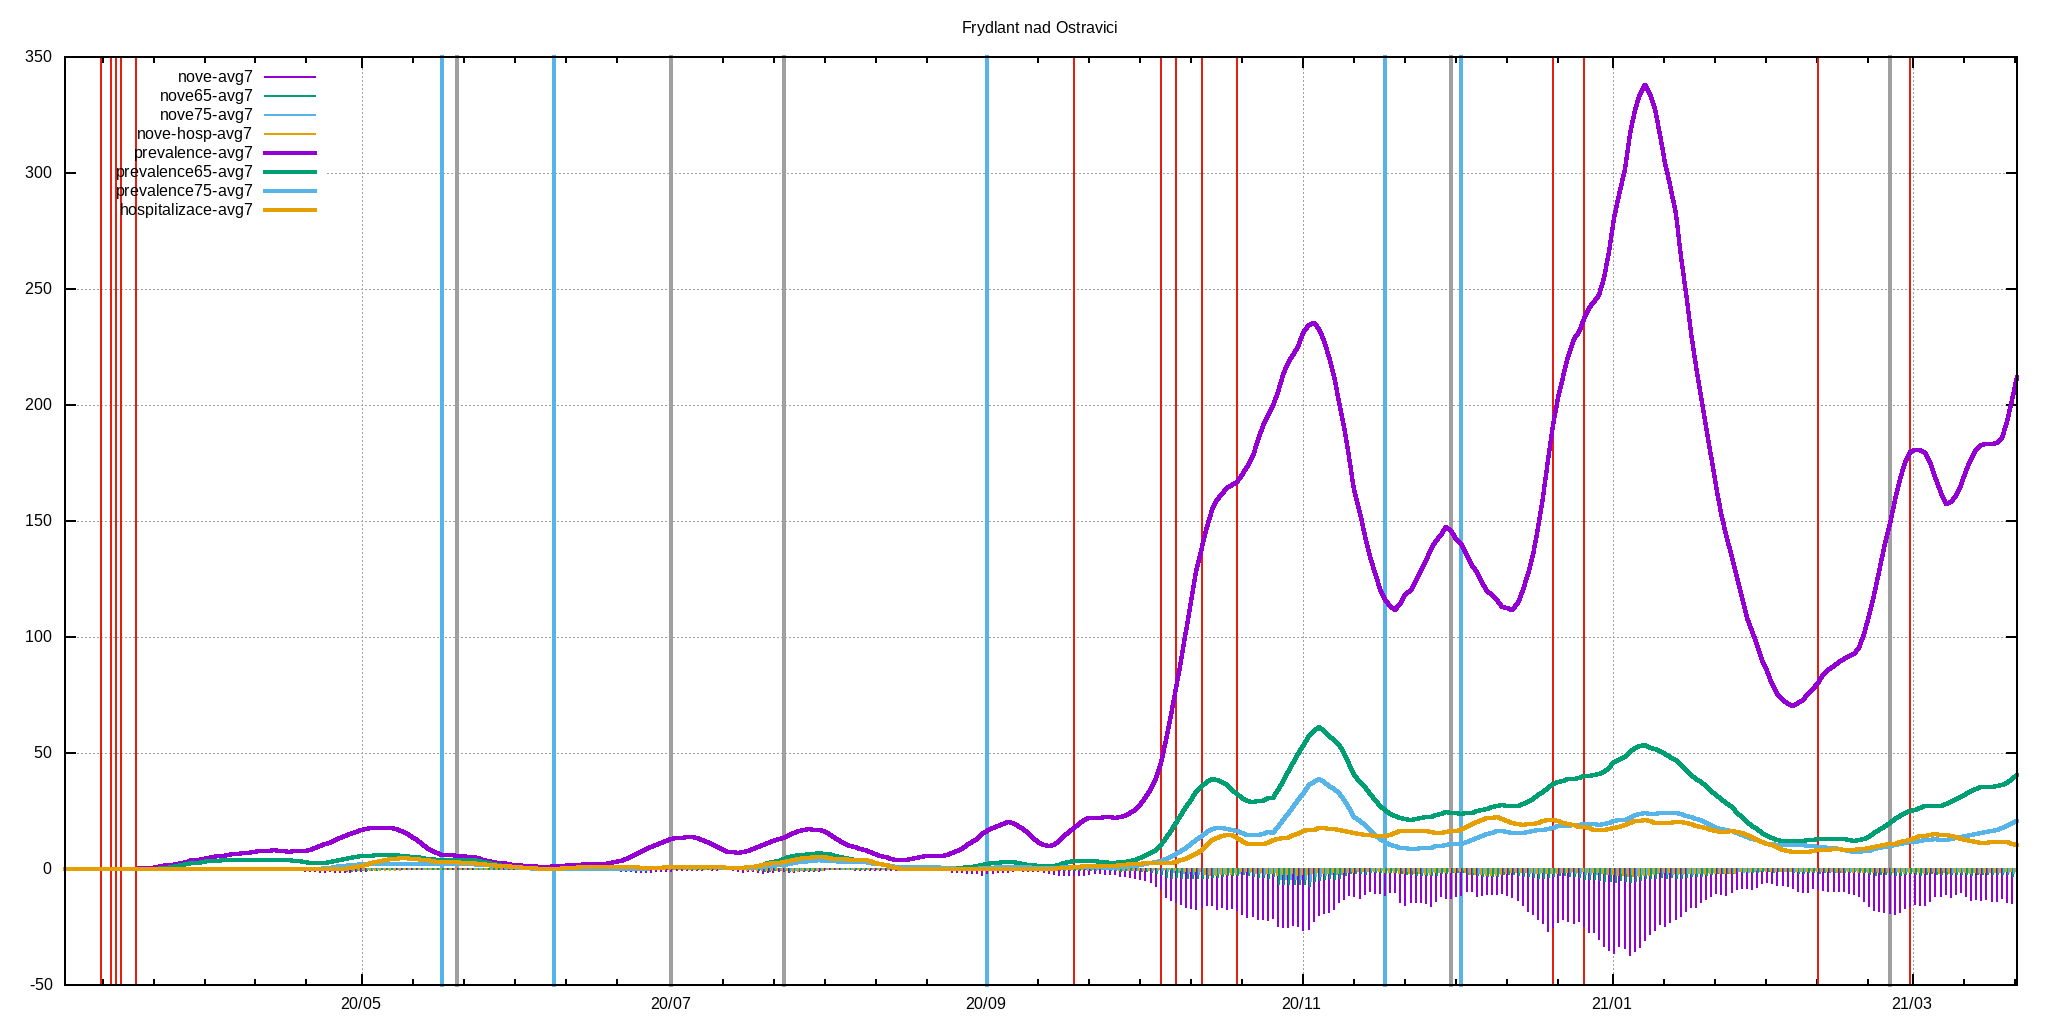 Frydlant nad Ostravici
350
300
250
200
150
100
50
0
-50
nove-avg7
nove65-avg7
nove75-avg7
nove-hosp-avg7
prevalence-avg7
prevalence65-avg7
prevalence75-avg7
hospitalizace-avg7
20/05
20/07
20/09
20/11
21/01
21/03